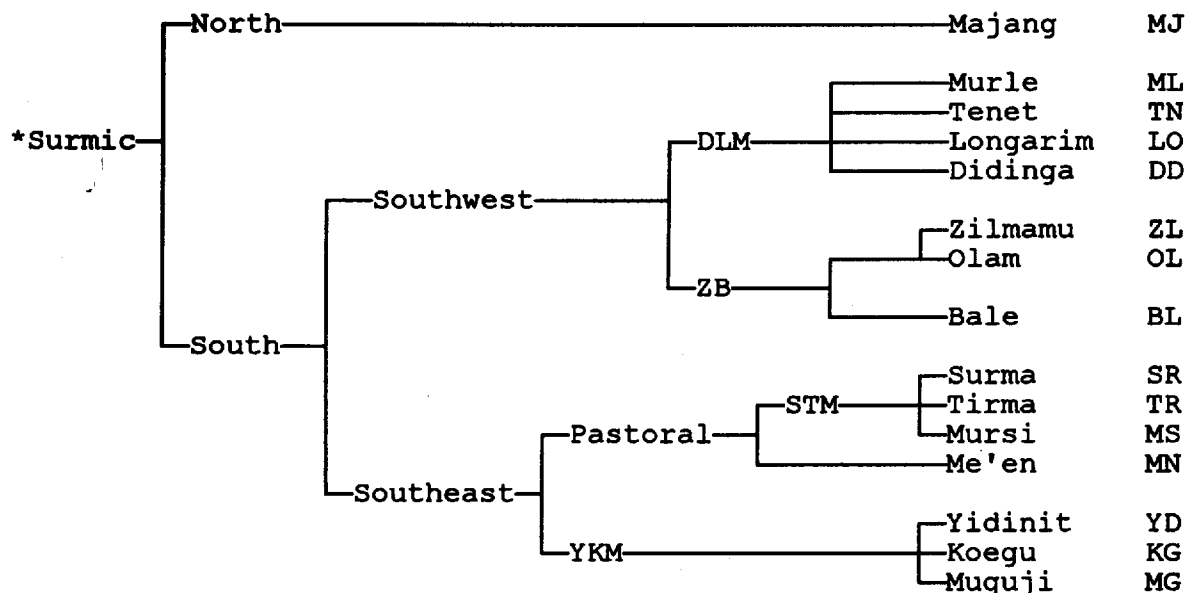 North Majang MJ
Murle ML
Tenet TN
*Surmic DLM Longarim LO
Didinga DD
Southwest
Zilmamu ZL
Olam OL
ZB
Bale BL
South
Surma SR
STM Tirma TR
Pastoral Mursi MS
Me'en MN
Southeast
Yidinit YD
YKM Koegu KG
Muguji MG